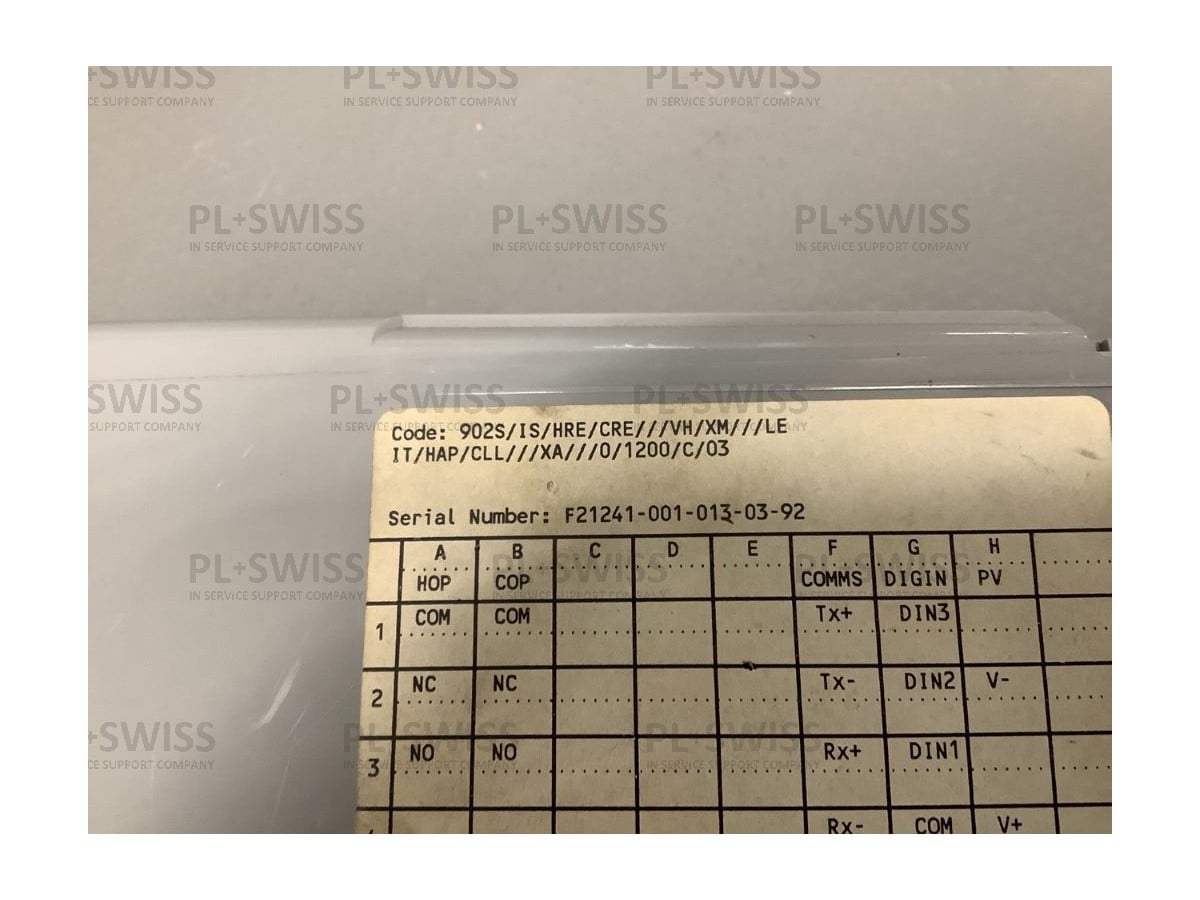 PL+SWISS
IN SERVICE SUPPORT COMPANY
Code: 902S/IS/HRE/CRE///VH/XM///LE
IT/HAP/CLL///XA///0/1200/C/03
Serial Number: F21241-001-013-03-92
A B C D E F G H
HOP COP COMMS DIGIN PV
1 COM COM Tx+ DIN3
2 NC NC Tx- DIN2 V-
3 NO NO Rx+ DIN1
Rx- COM V+